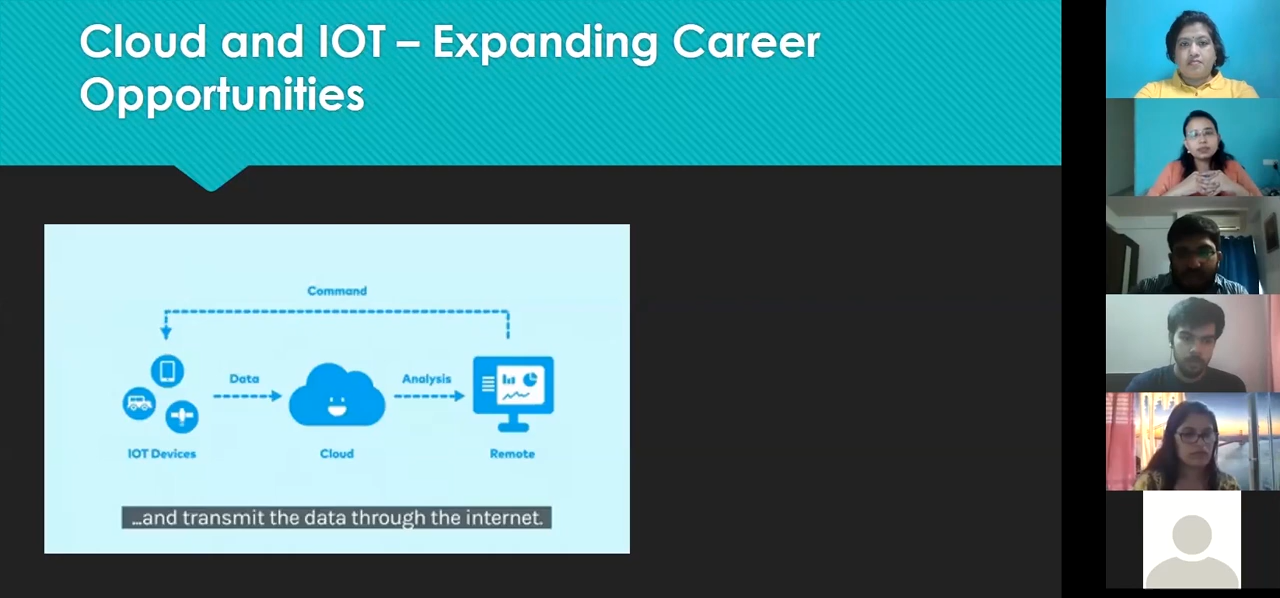 Cloud and IOT – Expanding Career
Opportunities
Command
Data
Analysis
IOT Devices
Cloud
Remote
...and transmit the data through the internet.